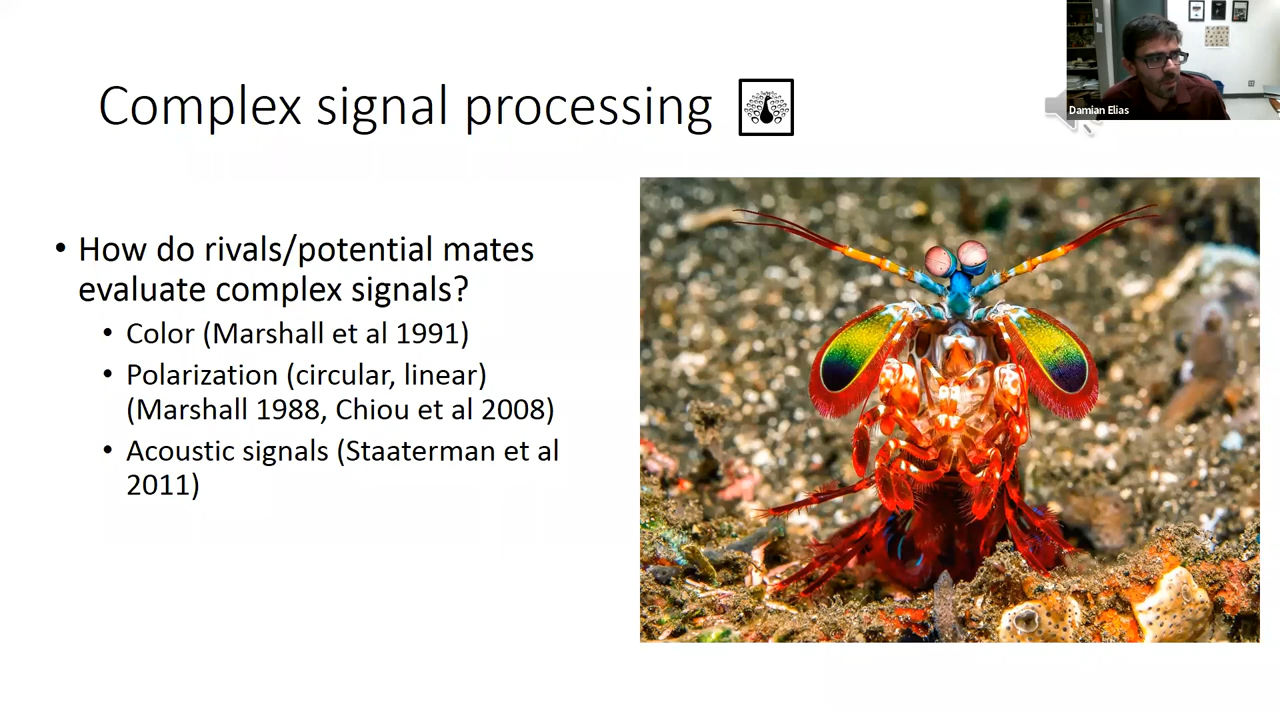 Complex signal processing
Damian Elias
• How do rivals/potential mates
evaluate complex signals?
• Color (Marshall et al 1991)
• Polarization (circular, linear)
(Marshall 1988, Chiou et al 2008)
• Acoustic signals (Staaterman et al
2011)